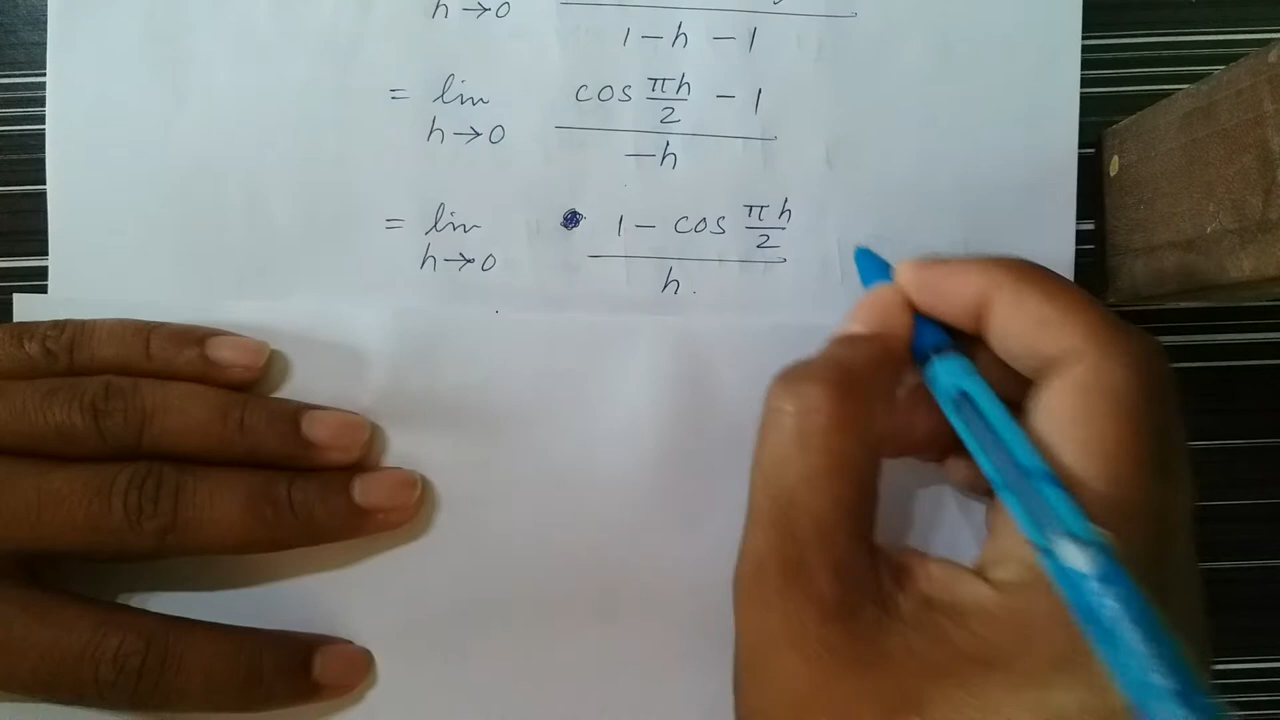 h→0
1-h-1
= lim cos πh/2 - 1
h→0 -h
= lim 1 - cos πh/2
h→0 h.